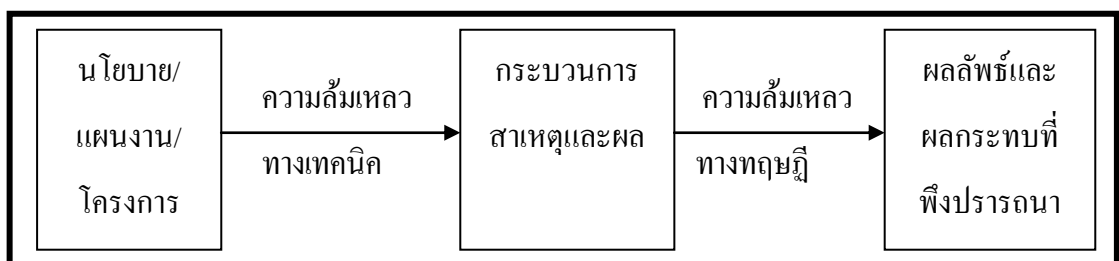 นโยบาย/
แผนงาน/
โครงการ
ความล้มเหลว
ทางเทคนิค
กระบวนการ
สาเหตุและผล
ความล้มเหลว
ทางทฤษฎี
ผลลัพธ์และ
ผลกระทบที่
พึงปรารถนา